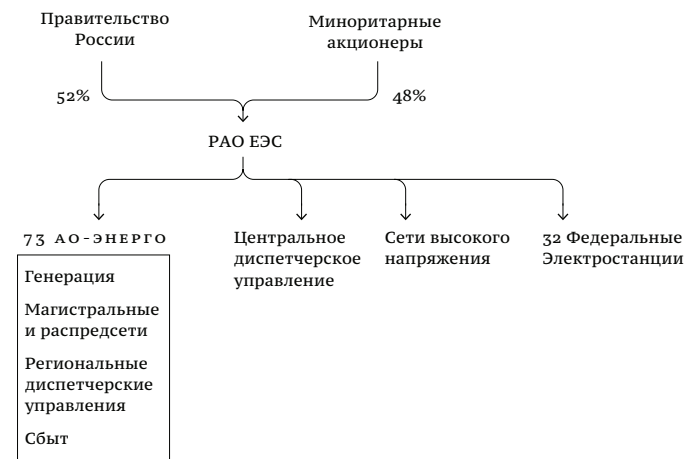 Правительство
России
Миноритарные
акционеры
52%
48%
РАО ЕЭС
73 АО-ЭНЕРГО
Генерация
Магистральные
и распредсети
Региональные
диспетчерские
управления
Сбыт
Центральное
диспетчерское
управление
Сети высокого
напряжения
32 Федеральные
Электростанции